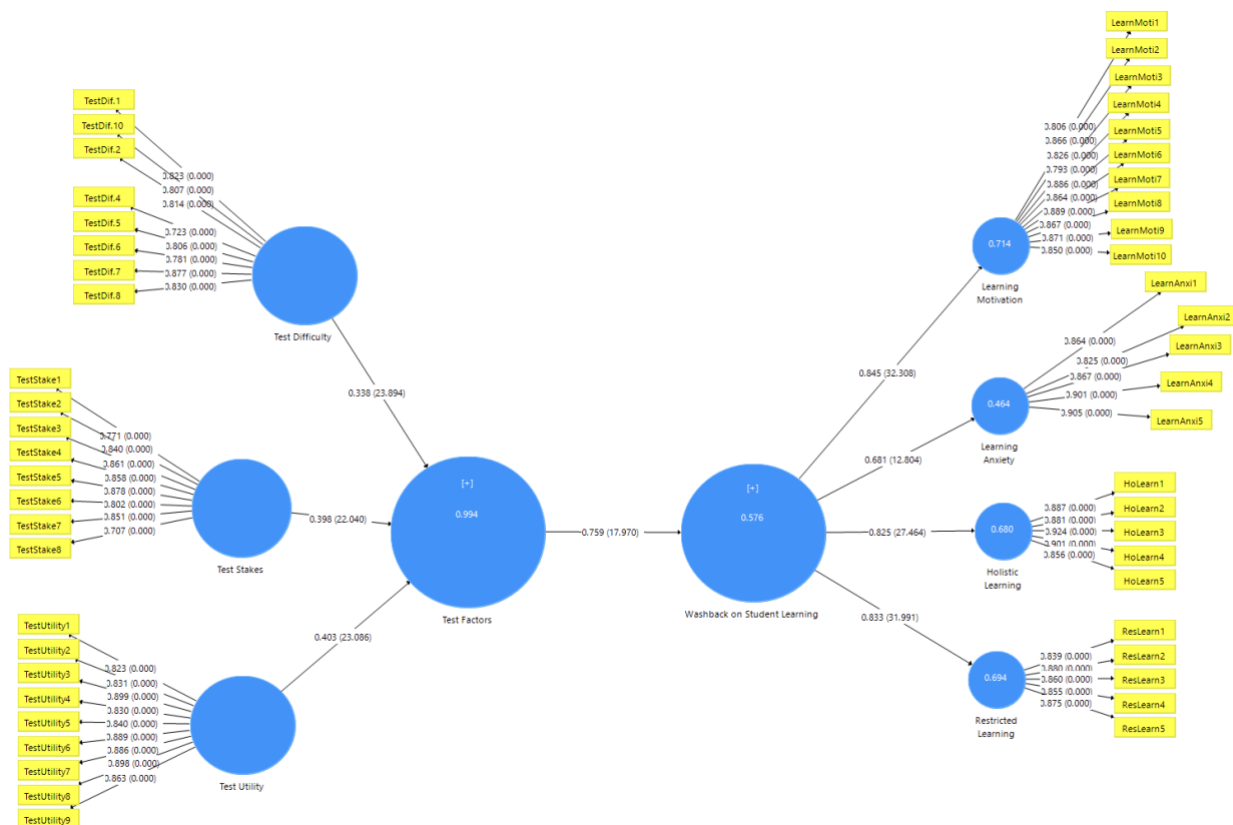 TestDif.1
TestDif.10
TestDif.2
TestDif.4
TestDif.5
TestDif.6
TestDif.7
TestDif.8
0.823 (0.000)
0.807 (0.000)
0.814 (0.000)
0.723 (0.000)
0.806 (0.000)
0.781 (0.000)
0.877 (0.000)
0.830 (0.000)
Test Difficulty
0.338 (23.894)
TestStake1
TestStake2
TestStake3
TestStake4
TestStake5
TestStake6
TestStake7
TestStake8
0.771 (0.000)
0.840 (0.000)
0.861 (0.000)
0.858 (0.000)
0.878 (0.000)
0.802 (0.000)
0.851 (0.000)
0.707 (0.000)
Test Stakes
0.398 (22.040)
TestUtility1
TestUtility2
TestUtility3
TestUtility4
TestUtility5
TestUtility6
TestUtility7
TestUtility8
TestUtility9
0.823 (0.000)
0.831 (0.000)
0.899 (0.000)
0.830 (0.000)
0.840 (0.000)
0.889 (0.000)
0.886 (0.000)
0.898 (0.000)
0.863 (0.000)
Test Utility
0.403 (23.086)
[+]
0.994
Test Factors
0.759 (17.970)
[+]
0.576
Washback on Student Learning
0.845 (32.308)
0.681 (12.804)
0.825 (27.464)
0.833 (31.991)
0.714
Learning
Motivation
0.806 (0.000)
0.866 (0.000)
0.826 (0.000)
0.793 (0.000)
0.886 (0.000)
0.864 (0.000)
0.889 (0.000)
0.867 (0.000)
0.871 (0.000)
0.850 (0.000)
LearnMoti1
LearnMoti2
LearnMoti3
LearnMoti4
LearnMoti5
LearnMoti6
LearnMoti7
LearnMoti8
LearnMoti9
LearnMoti10
0.464
Learning
Anxiety
0.864 (0.000)
0.825 (0.000)
0.867 (0.000)
0.901 (0.000)
0.905 (0.000)
LearnAnxi1
LearnAnxi2
LearnAnxi3
LearnAnxi4
LearnAnxi5
0.680
Holistic
Learning
0.887 (0.000)
0.881 (0.000)
0.924 (0.000)
0.901 (0.000)
0.856 (0.000)
HoLearn1
HoLearn2
HoLearn3
HoLearn4
HoLearn5
0.694
Restricted
Learning
0.839 (0.000)
0.880 (0.000)
0.860 (0.000)
0.855 (0.000)
0.875 (0.000)
ResLearn1
ResLearn2
ResLearn3
ResLearn4
ResLearn5